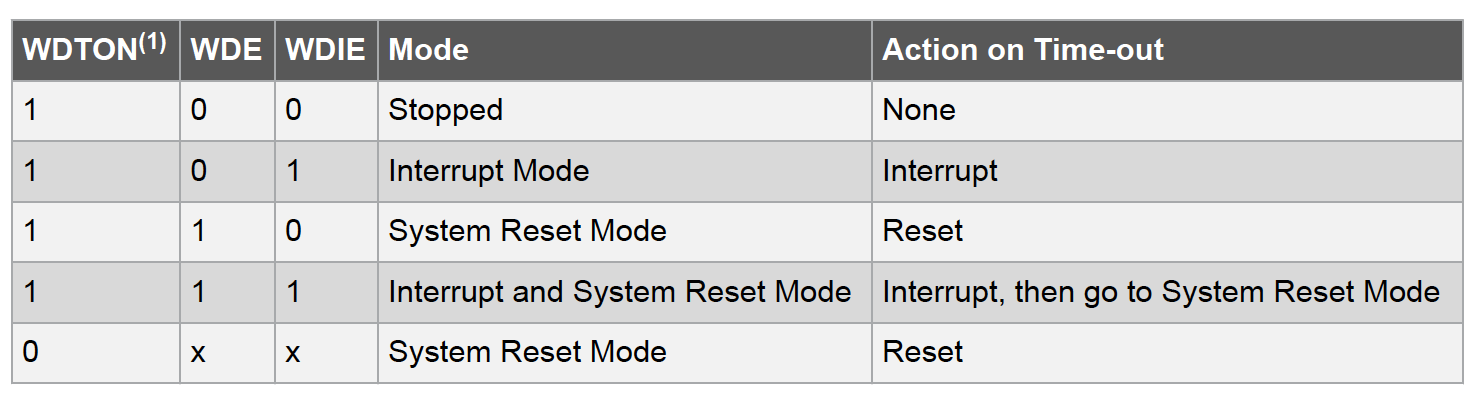 WDTON(1) WDE WDIE Mode Action on Time-out
1 0 0 Stopped None
1 0 1 Interrupt Mode Interrupt
1 1 0 System Reset Mode Reset
1 1 1 Interrupt and System Reset Mode Interrupt, then go to System Reset Mode
0 x x System Reset Mode Reset